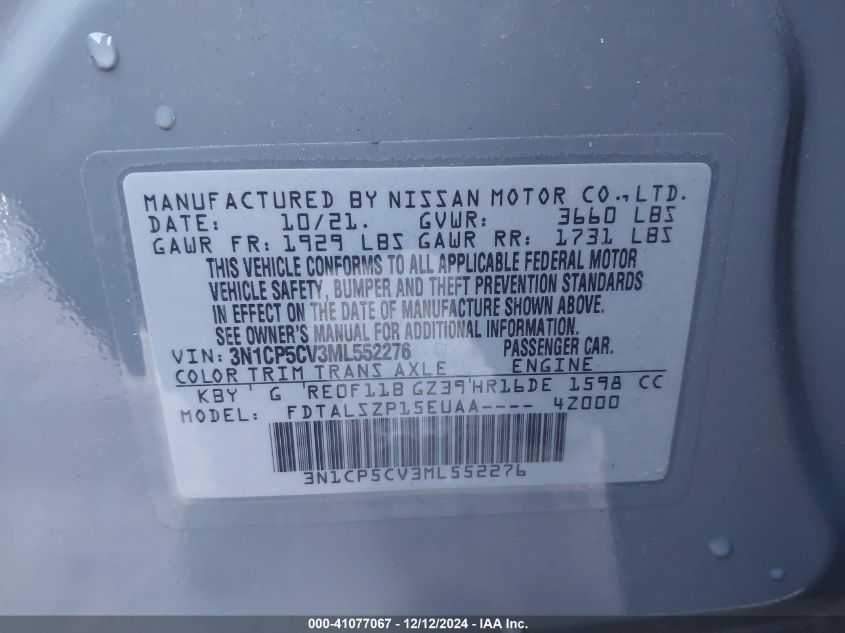 MANUFACTURED BY NISSAN MOTOR CO.,LTD.
DATE: 10/21. GVWR: 3660 LBS
GAWR FR: 1929 LBS GAWR RR: 1731 LBS
THIS VEHICLE CONFORMS TO ALL APPLICABLE FEDERAL MOTOR
VEHICLE SAFETY, BUMPER AND THEFT PREVENTION STANDARDS
IN EFFECT ON THE DATE OF MANUFACTURE SHOWN ABOVE.
SEE OWNER'S MANUAL FOR ADDITIONAL INFORMATION.
VIN: 3N1CP5CV3ML552276 PASSENGER CAR.
COLOR TRIM TRANS AXLE ENGINE
KBY G RE0F11B GZ39 HR16DE 1598 CC
MODEL: FDTALSZP15EUAA---- 4Z000
3N1CP5CV3ML552276
000-41077067 - 12/12/2024 - IAA Inc.